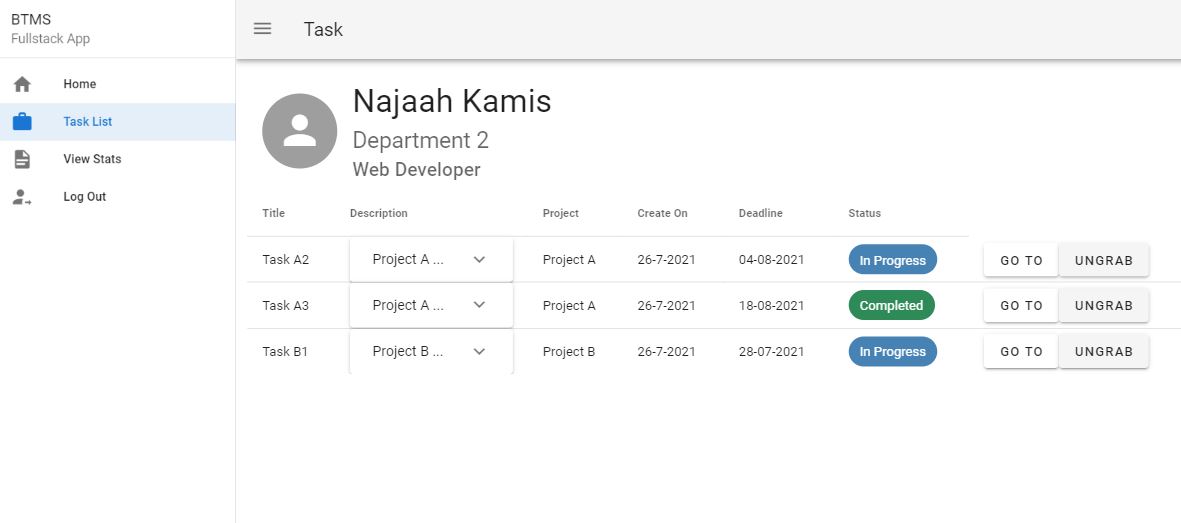 BTMS
Fullstack App
Task
Home
Task List
View Stats
Log Out
Najaah Kamis
Department 2
Web Developer
Title Description Project Create On Deadline Status
Task A2 Project A ... Project A 26-7-2021 04-08-2021 In Progress GO TO UNGRAB
Task A3 Project A ... Project A 26-7-2021 18-08-2021 Completed GO TO UNGRAB
Task B1 Project B ... Project B 26-7-2021 28-07-2021 In Progress GO TO UNGRAB